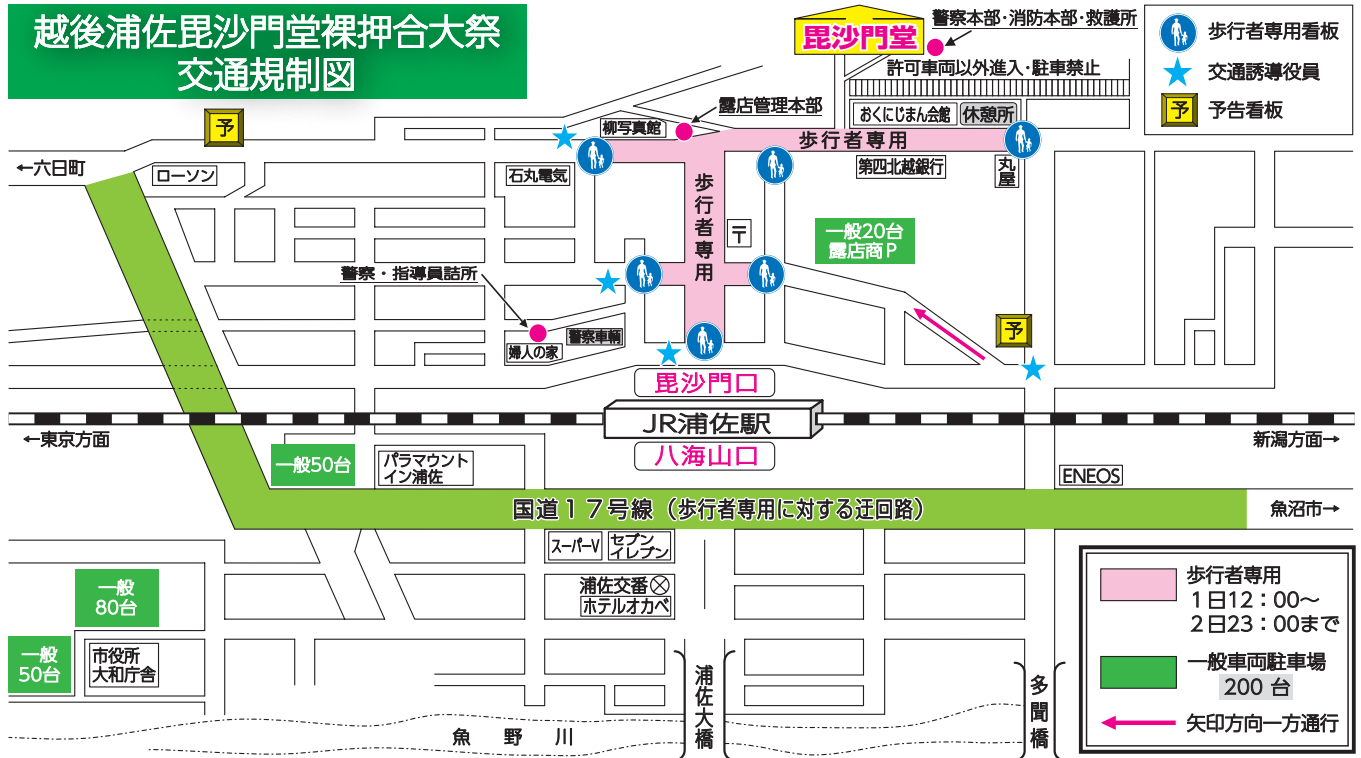 越後浦佐毘沙門堂裸押合大祭
交通規制図
毘沙門堂
警察本部・消防本部・救護所
許可車両以外進入・駐車禁止
歩行者専用看板
交通誘導役員
予
予告看板
予
露店管理本部
柳写真館
おくにじまん会館
休憩所
歩行者専用
←六日町
ローソン
石丸電気
第四北越銀行
丸屋
歩行者専用
〒
一般20台
露店商P
警察・指導員詰所
婦人の家
警察車輌
予
毘沙門口
JR浦佐駅
八海山口
←東京方面
新潟方面→
一般50台
パラマウント
イン浦佐
ENEOS
国道17号線（歩行者専用に対する迂回路）
魚沼市→
スーパーV
セブン
イレブン
浦佐交番
ホテルオカベ
一般
80台
一般
50台
市役所
大和庁舎
浦佐大橋
多聞橋
魚野川
歩行者専用
1日12：00～
2日23：00まで
一般車両駐車場
200 台
矢印方向一方通行